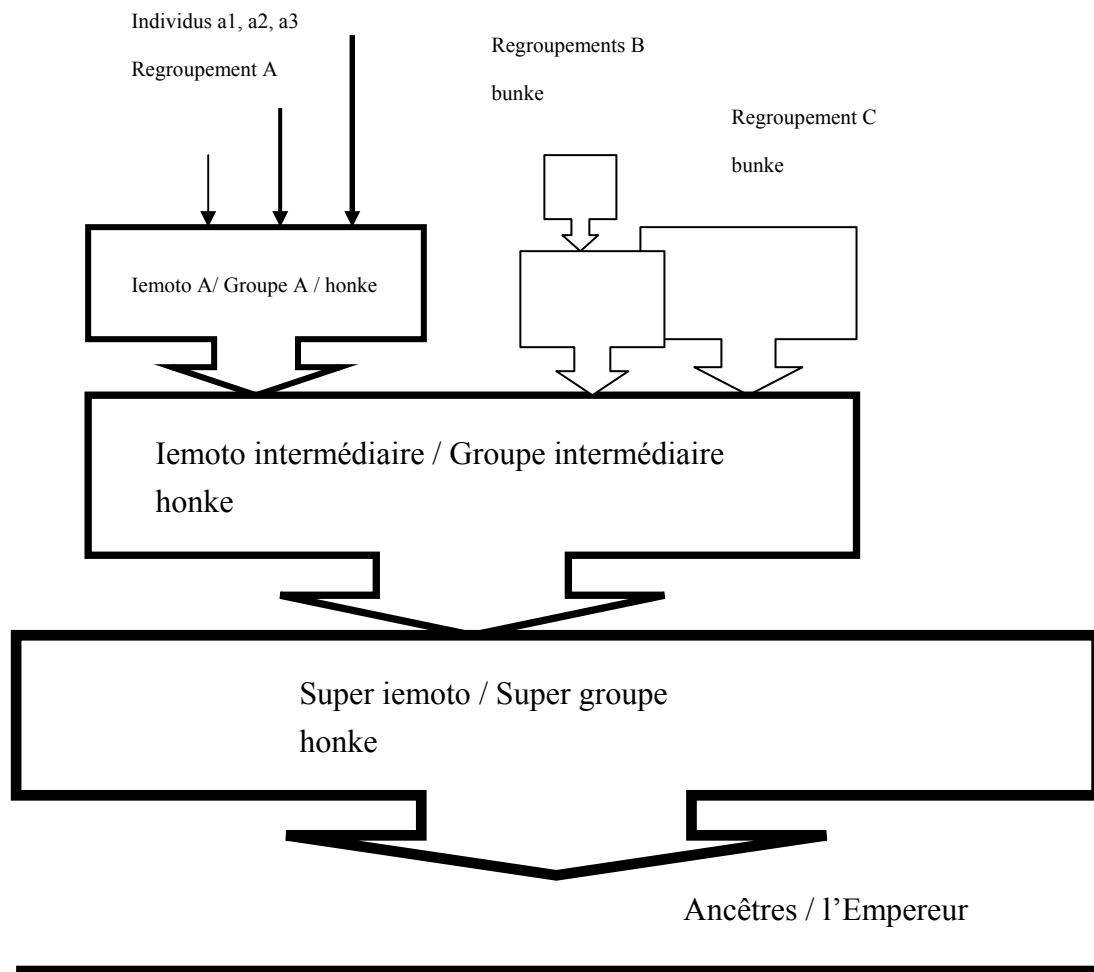 Individus a1, a2, a3
Regroupement A
Regroupements B
bunke
Regroupement C
bunke
Iemoto A/ Groupe A / honke
Iemoto intermédiaire / Groupe intermédiaire
honke
Super iemoto / Super groupe
honke
Ancêtres / l’Empereur